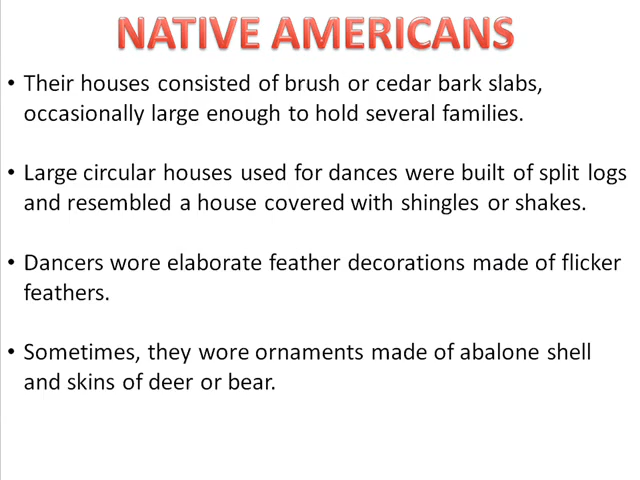 NATIVE AMERICANS
• Their houses consisted of brush or cedar bark slabs,
occasionally large enough to hold several families.
• Large circular houses used for dances were built of split logs
and resembled a house covered with shingles or shakes.
• Dancers wore elaborate feather decorations made of flicker
feathers.
• Sometimes, they wore ornaments made of abalone shell
and skins of deer or bear.